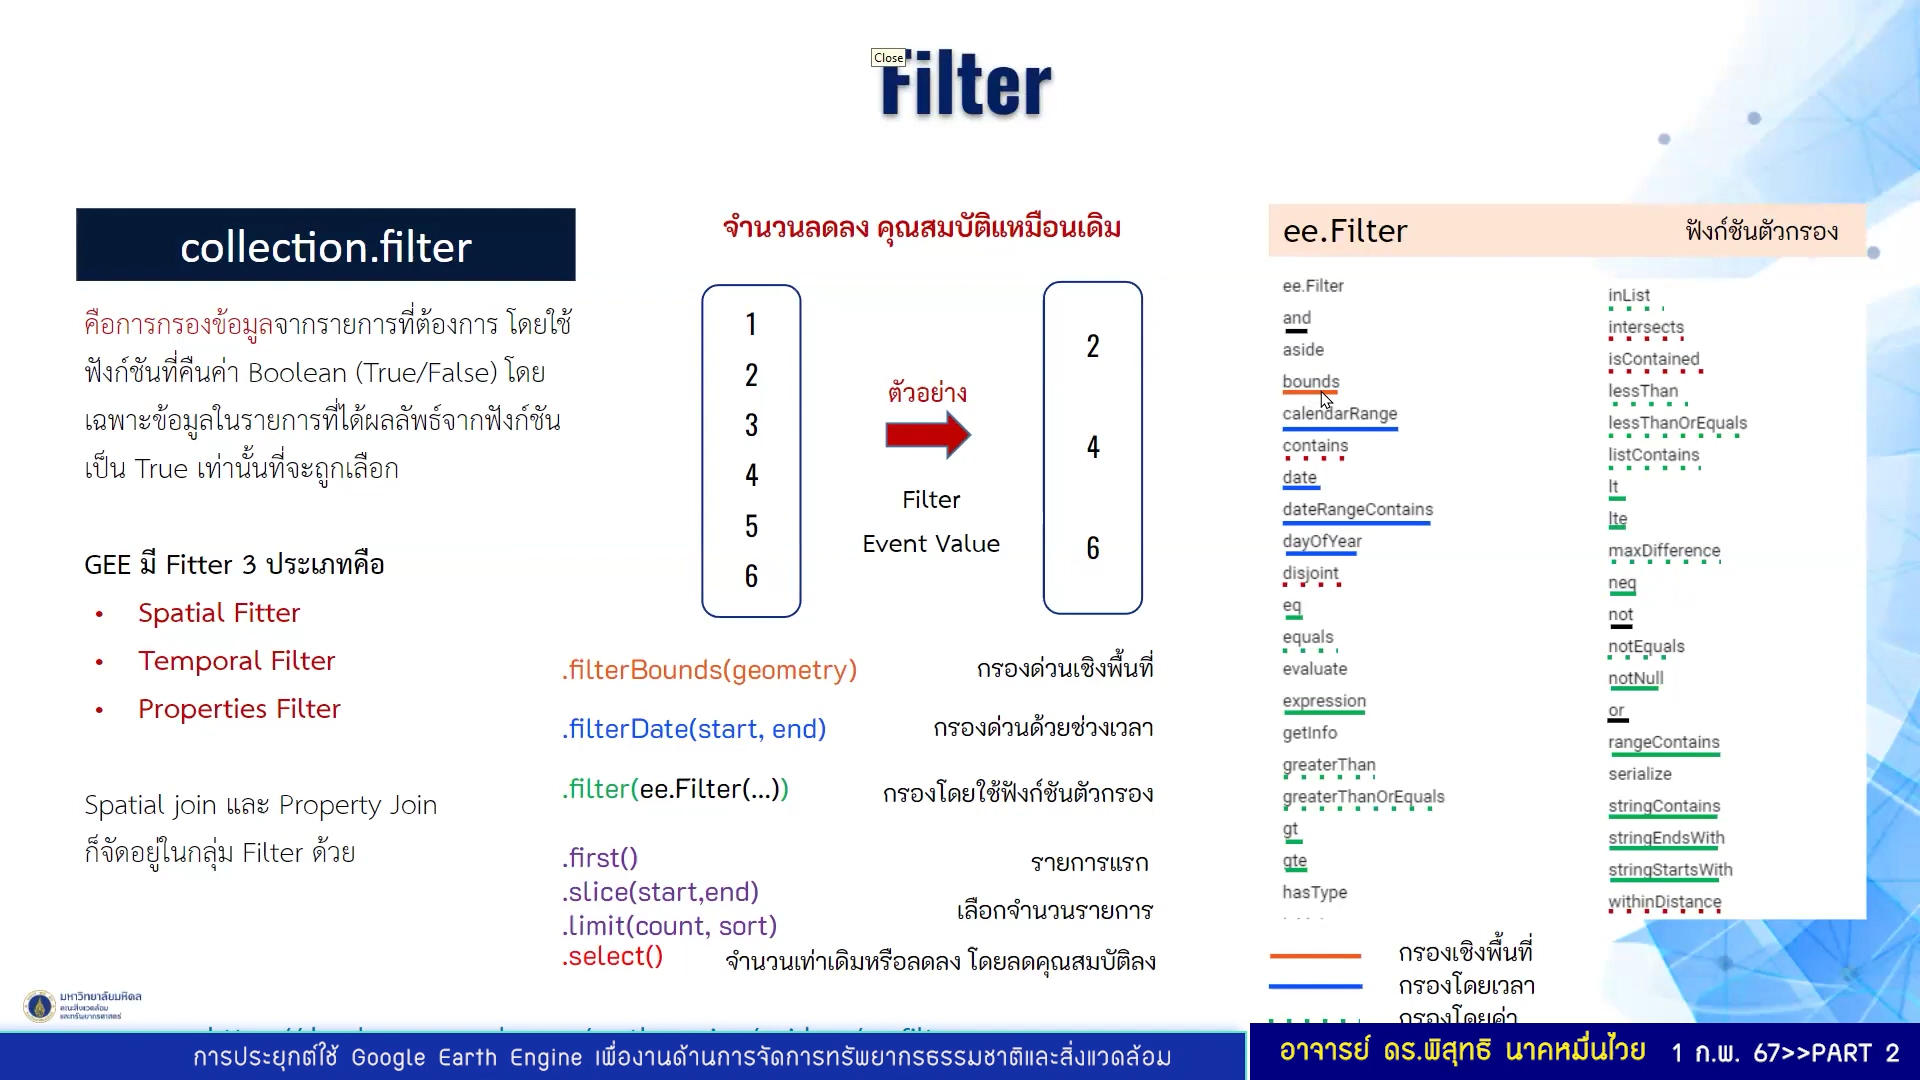 Close
Filter
collection.filter
คือการกรองข้อมูลจากรายการที่ต้องการ โดยใช้
ฟังก์ชันที่คืนค่า Boolean (True/False) โดย
เฉพาะข้อมูลในรายการที่ได้ผลลัพธ์จากฟังก์ชัน
เป็น True เท่านั้นที่จะถูกเลือก
GEE มี Fitter 3 ประเภทคือ
• Spatial Fitter
• Temporal Filter
• Properties Filter
Spatial join และ Property Join
ก็จัดอยู่ในกลุ่ม Filter ด้วย
จำนวนลดลง คุณสมบัติแหมือนเดิม
1
2
3
4
5
6
ตัวอย่าง
Filter
Event Value
2
4
6
.filterBounds(geometry) กรองด่วนเชิงพื้นที่
.filterDate(start, end) กรองด่วนด้วยช่วงเวลา
.filter(ee.Filter(...)) กรองโดยใช้ฟังก์ชันตัวกรอง
.first() รายการแรก
.slice(start,end)
.limit(count, sort) เลือกจำนวนรายการ
.select() จำนวนเท่าเดิมหรือลดลง โดยลดคุณสมบัติลง
ee.Filter ฟังก์ชันตัวกรอง
ee.Filter
and
aside
bounds
calendarRange
contains
date
dateRangeContains
dayOfYear
disjoint
eq
equals
evaluate
expression
getInfo
greaterThan
greaterThanOrEquals
gt
gte
hasType
inList
intersects
isContained
lessThan
lessThanOrEquals
listContains
lt
lte
maxDifference
neq
not
notEquals
notNull
or
rangeContains
serialize
stringContains
stringEndsWith
stringStartsWith
withinDistance
กรองเชิงพื้นที่
กรองโดยเวลา
กรองโดยค่า
มหาวิทยาลัยมหิดล
คณะสิ่งแวดล้อม
และทรัพยากรศาสตร์
การประยุกต์ใช้ Google Earth Engine เพื่องานด้านการจัดการทรัพยากรธรรมชาติและสิ่งแวดล้อม
อาจารย์ ดร.พิสุทธิ นาคหมื่นไวย 1 ก.พ. 67>>PART 2